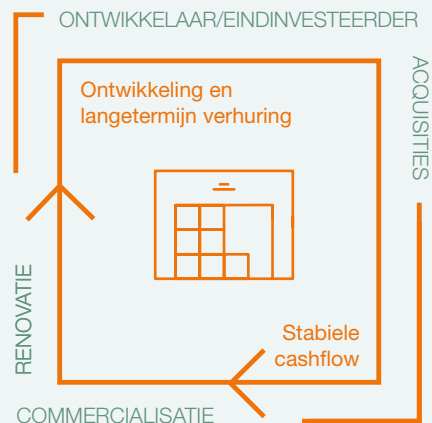 ONTWIKKELAAR/EINDINVESTEERDER
Ontwikkeling en
langetermijn verhuring
ACQUISITIES
RENOVATIE
Stabiele
cashflow
COMMERCIALISATIE